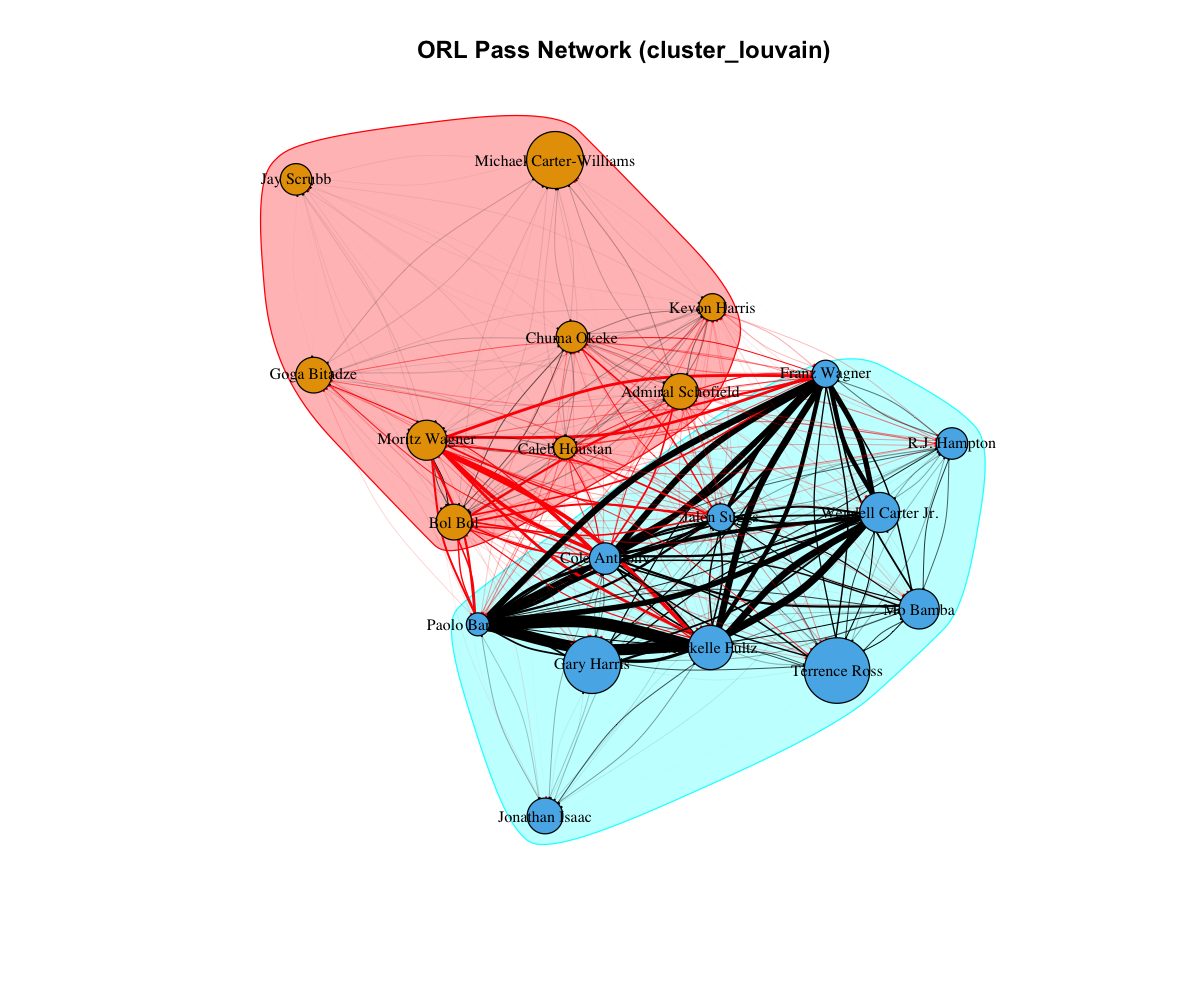 ORL Pass Network (cluster_louvain)
Michael Carter-Williams
Jay Scrubb
Kevon Harris
Chuma Okeke
Franz Wagner
Goga Bitadze
Admiral Schofield
Moritz Wagner
R.J. Hampton
Caleb Houstan
Wendell Carter Jr.
Jalen Suggs
Bol Bol
Cole Anthony
Mo Bamba
Paolo
Fultz
Gary Harris
Terrence Ross
Jonathan Isaac